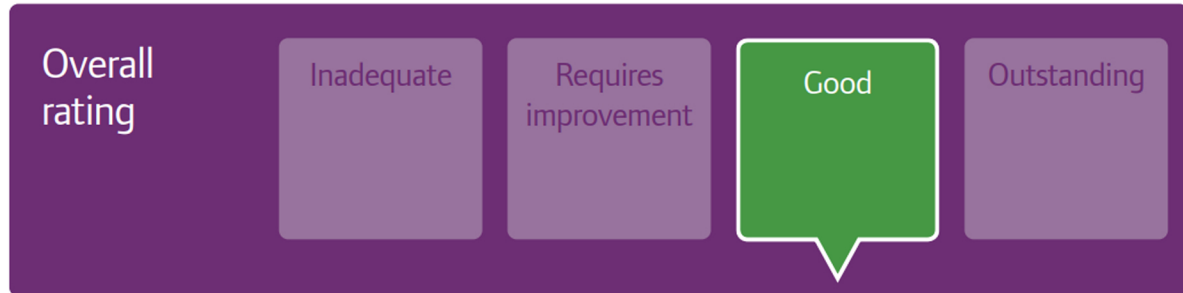 Overall
rating
Inadequate
Requires
improvement
Good
Outstanding